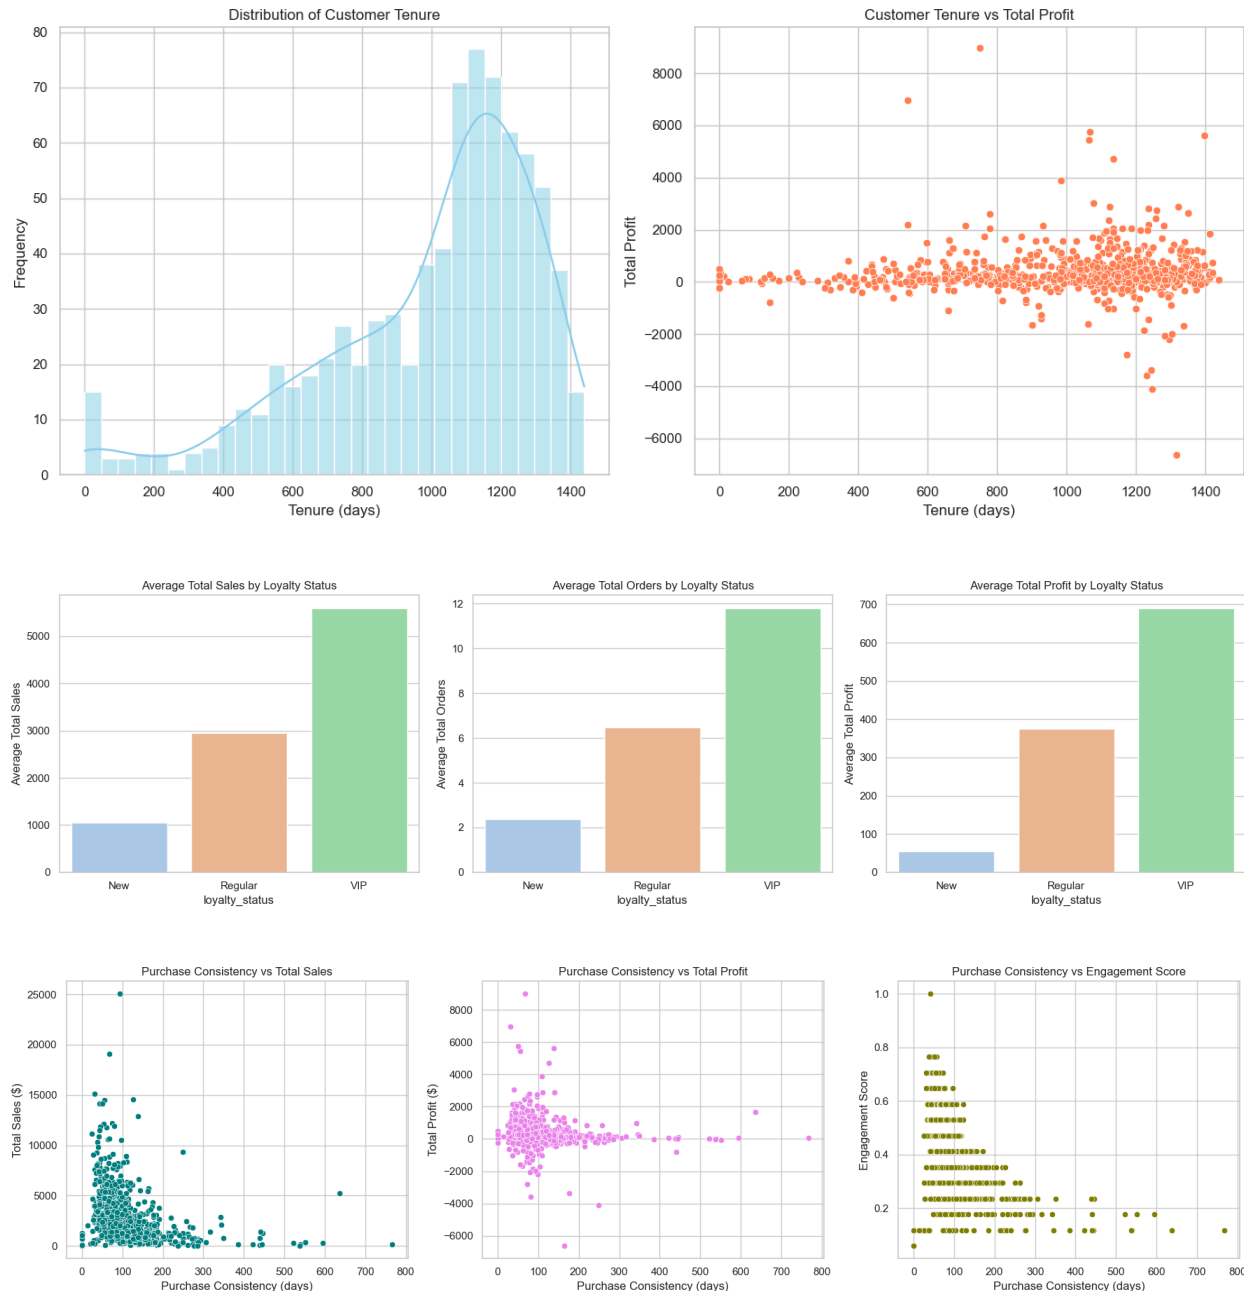 Distribution of Customer Tenure
80
70
60
50
40
30
20
10
0
Frequency
0 200 400 600 800 1000 1200 1400
Tenure (days)
Customer Tenure vs Total Profit
8000
6000
4000
2000
0
−2000
−4000
−6000
Total Profit
0 200 400 600 800 1000 1200 1400
Tenure (days)
Average Total Sales by Loyalty Status
5000
4000
3000
2000
1000
0
Average Total Sales
New Regular VIP
loyalty_status
Average Total Orders by Loyalty Status
12
10
8
6
4
2
0
Average Total Orders
New Regular VIP
loyalty_status
Average Total Profit by Loyalty Status
700
600
500
400
300
200
100
0
Average Total Profit
New Regular VIP
loyalty_status
Purchase Consistency vs Total Sales
25000
20000
15000
10000
5000
0
Total Sales ($)
0 100 200 300 400 500 600 700 800
Purchase Consistency (days)
Purchase Consistency vs Total Profit
8000
6000
4000
2000
0
−2000
−4000
−6000
Total Profit ($)
0 100 200 300 400 500 600 700 800
Purchase Consistency (days)
Purchase Consistency vs Engagement Score
1.0
0.8
0.6
0.4
0.2
Engagement Score
0 100 200 300 400 500 600 700 800
Purchase Consistency (days)